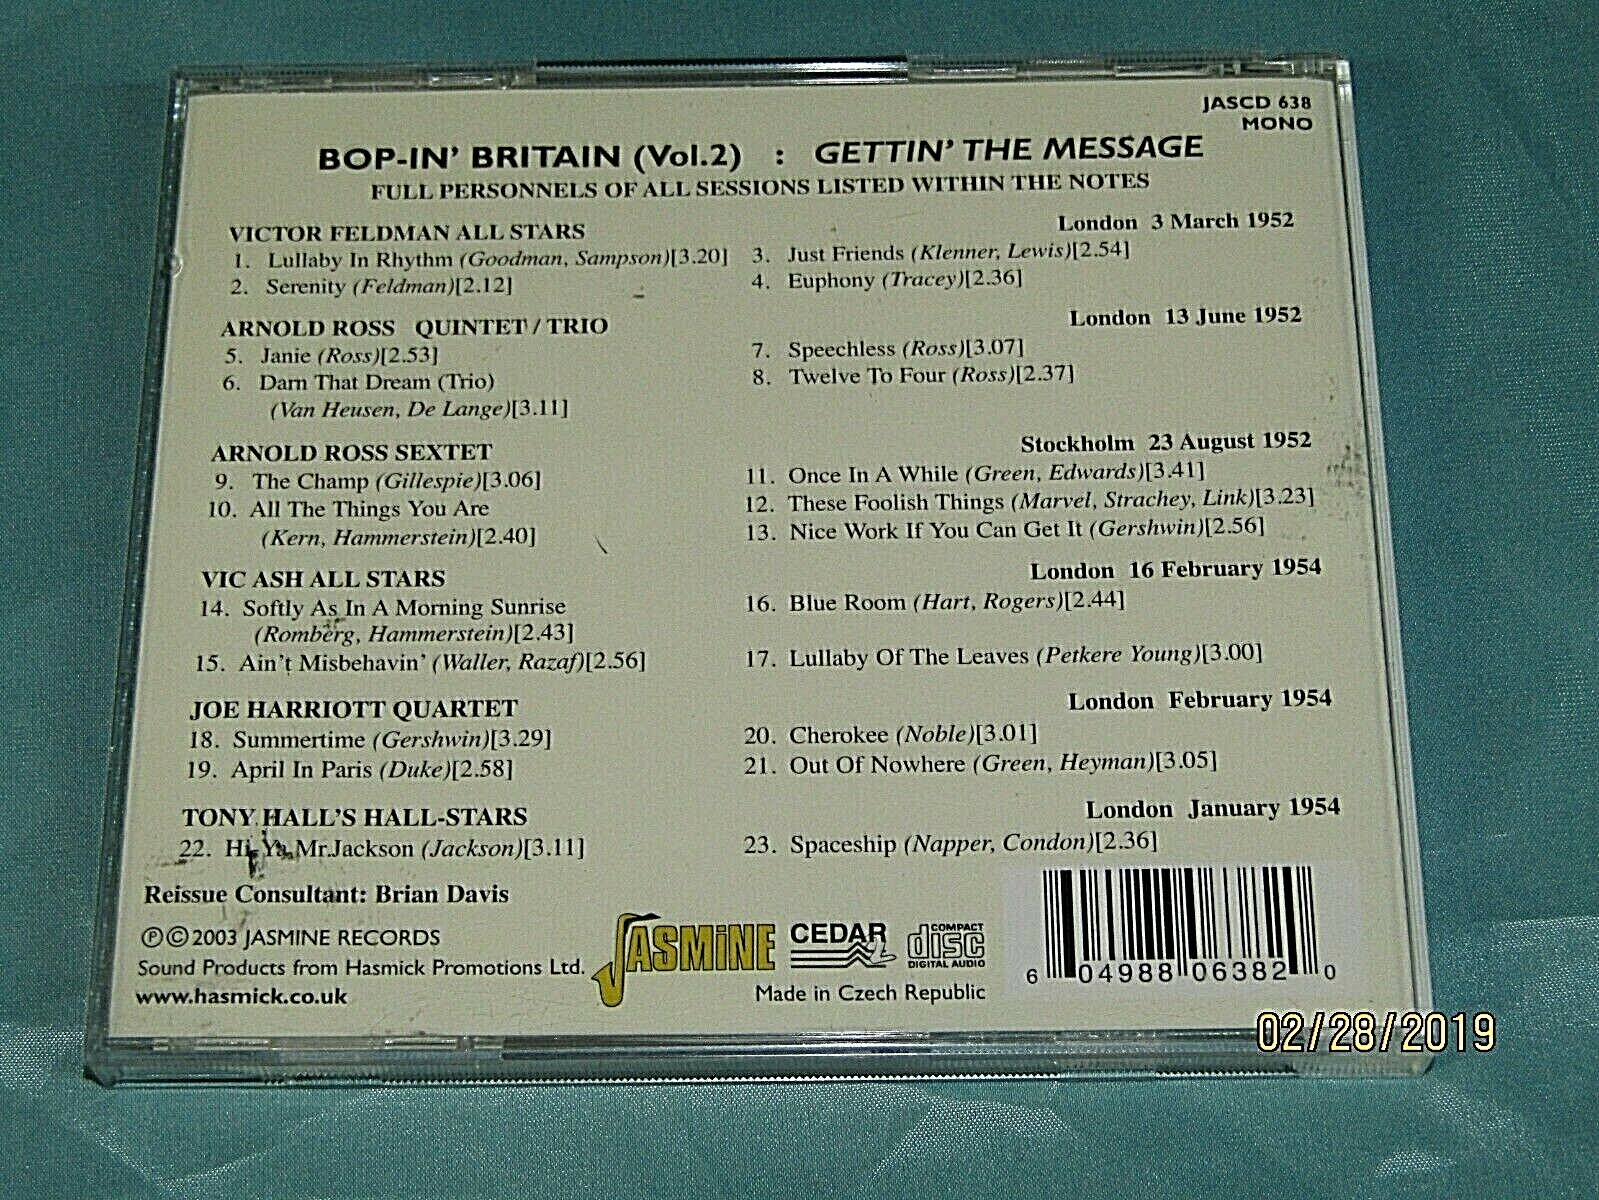 JASCD 638
MONO
BOP-IN' BRITAIN (Vol.2) : GETTIN' THE MESSAGE
FULL PERSONNELS OF ALL SESSIONS LISTED WITHIN THE NOTES
VICTOR FELDMAN ALL STARS London 3 March 1952
1. Lullaby In Rhythm (Goodman, Sampson)[3.20] 3. Just Friends (Klenner, Lewis)[2.54]
2. Serenity (Feldman)[2.12] 4. Euphony (Tracey)[2.36]
ARNOLD ROSS QUINTET / TRIO London 13 June 1952
5. Janie (Ross)[2.53] 7. Speechless (Ross)[3.07]
6. Darn That Dream (Trio) 8. Twelve To Four (Ross)[2.37]
(Van Heusen, De Lange)[3.11]
ARNOLD ROSS SEXTET Stockholm 23 August 1952
9. The Champ (Gillespie)[3.06] 11. Once In A While (Green, Edwards)[3.41]
10. All The Things You Are 12. These Foolish Things (Marvel, Strachey, Link)[3.23]
(Kern, Hammerstein)[2.40] 13. Nice Work If You Can Get It (Gershwin)[2.56]
VIC ASH ALL STARS London 16 February 1954
14. Softly As In A Morning Sunrise 16. Blue Room (Hart, Rogers)[2.44]
(Romberg, Hammerstein)[2.43]
15. Ain't Misbehavin' (Waller, Razaf)[2.56] 17. Lullaby Of The Leaves (Petkere Young)[3.00]
JOE HARRIOTT QUARTET London February 1954
18. Summertime (Gershwin)[3.29] 20. Cherokee (Noble)[3.01]
19. April In Paris (Duke)[2.58] 21. Out Of Nowhere (Green, Heyman)[3.05]
TONY HALL'S HALL-STARS London January 1954
22. Hi Ya Mr.Jackson (Jackson)[3.11] 23. Spaceship (Napper, Condon)[2.36]
Reissue Consultant: Brian Davis
℗©2003 JASMINE RECORDS
Sound Products from Hasmick Promotions Ltd.
www.hasmick.co.uk
JASMiNE
CEDAR
COMPACT
disc
DIGITAL AUDIO
Made in Czech Republic
6 04988 06382 0
02/28/2019